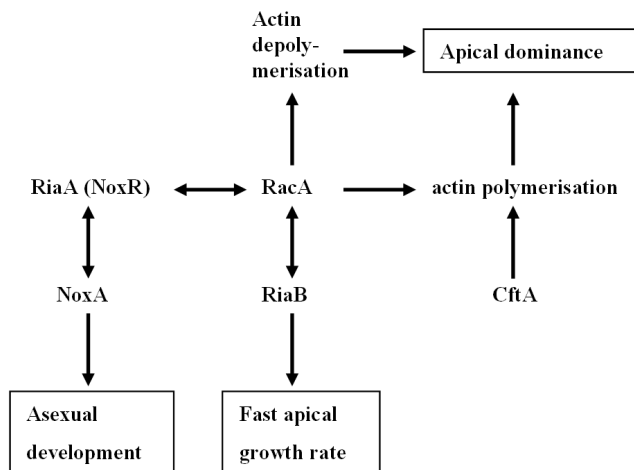 Actin
depoly-
merisation
Apical dominance
RiaA (NoxR)
RacA
actin polymerisation
NoxA
RiaB
CftA
Asexual
development
Fast apical
growth rate